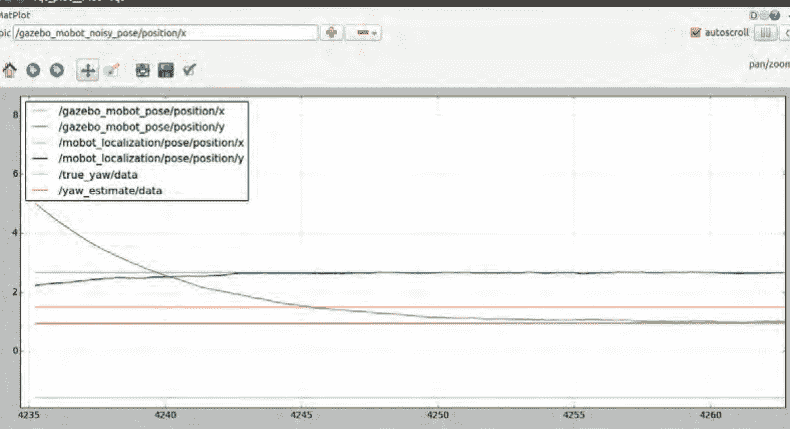 MatPlot
/gazebo_mobot_noisy_pose/position/x
autoscroll
pan/zoom
/gazebo_mobot_pose/position/x
/gazebo_mobot_pose/position/y
/mobot_localization/pose/position/x
/mobot_localization/pose/position/y
/true_yaw/data
/yaw_estimate/data
8
6
4
2
0
4235 4240 4245 4250 4255 4260